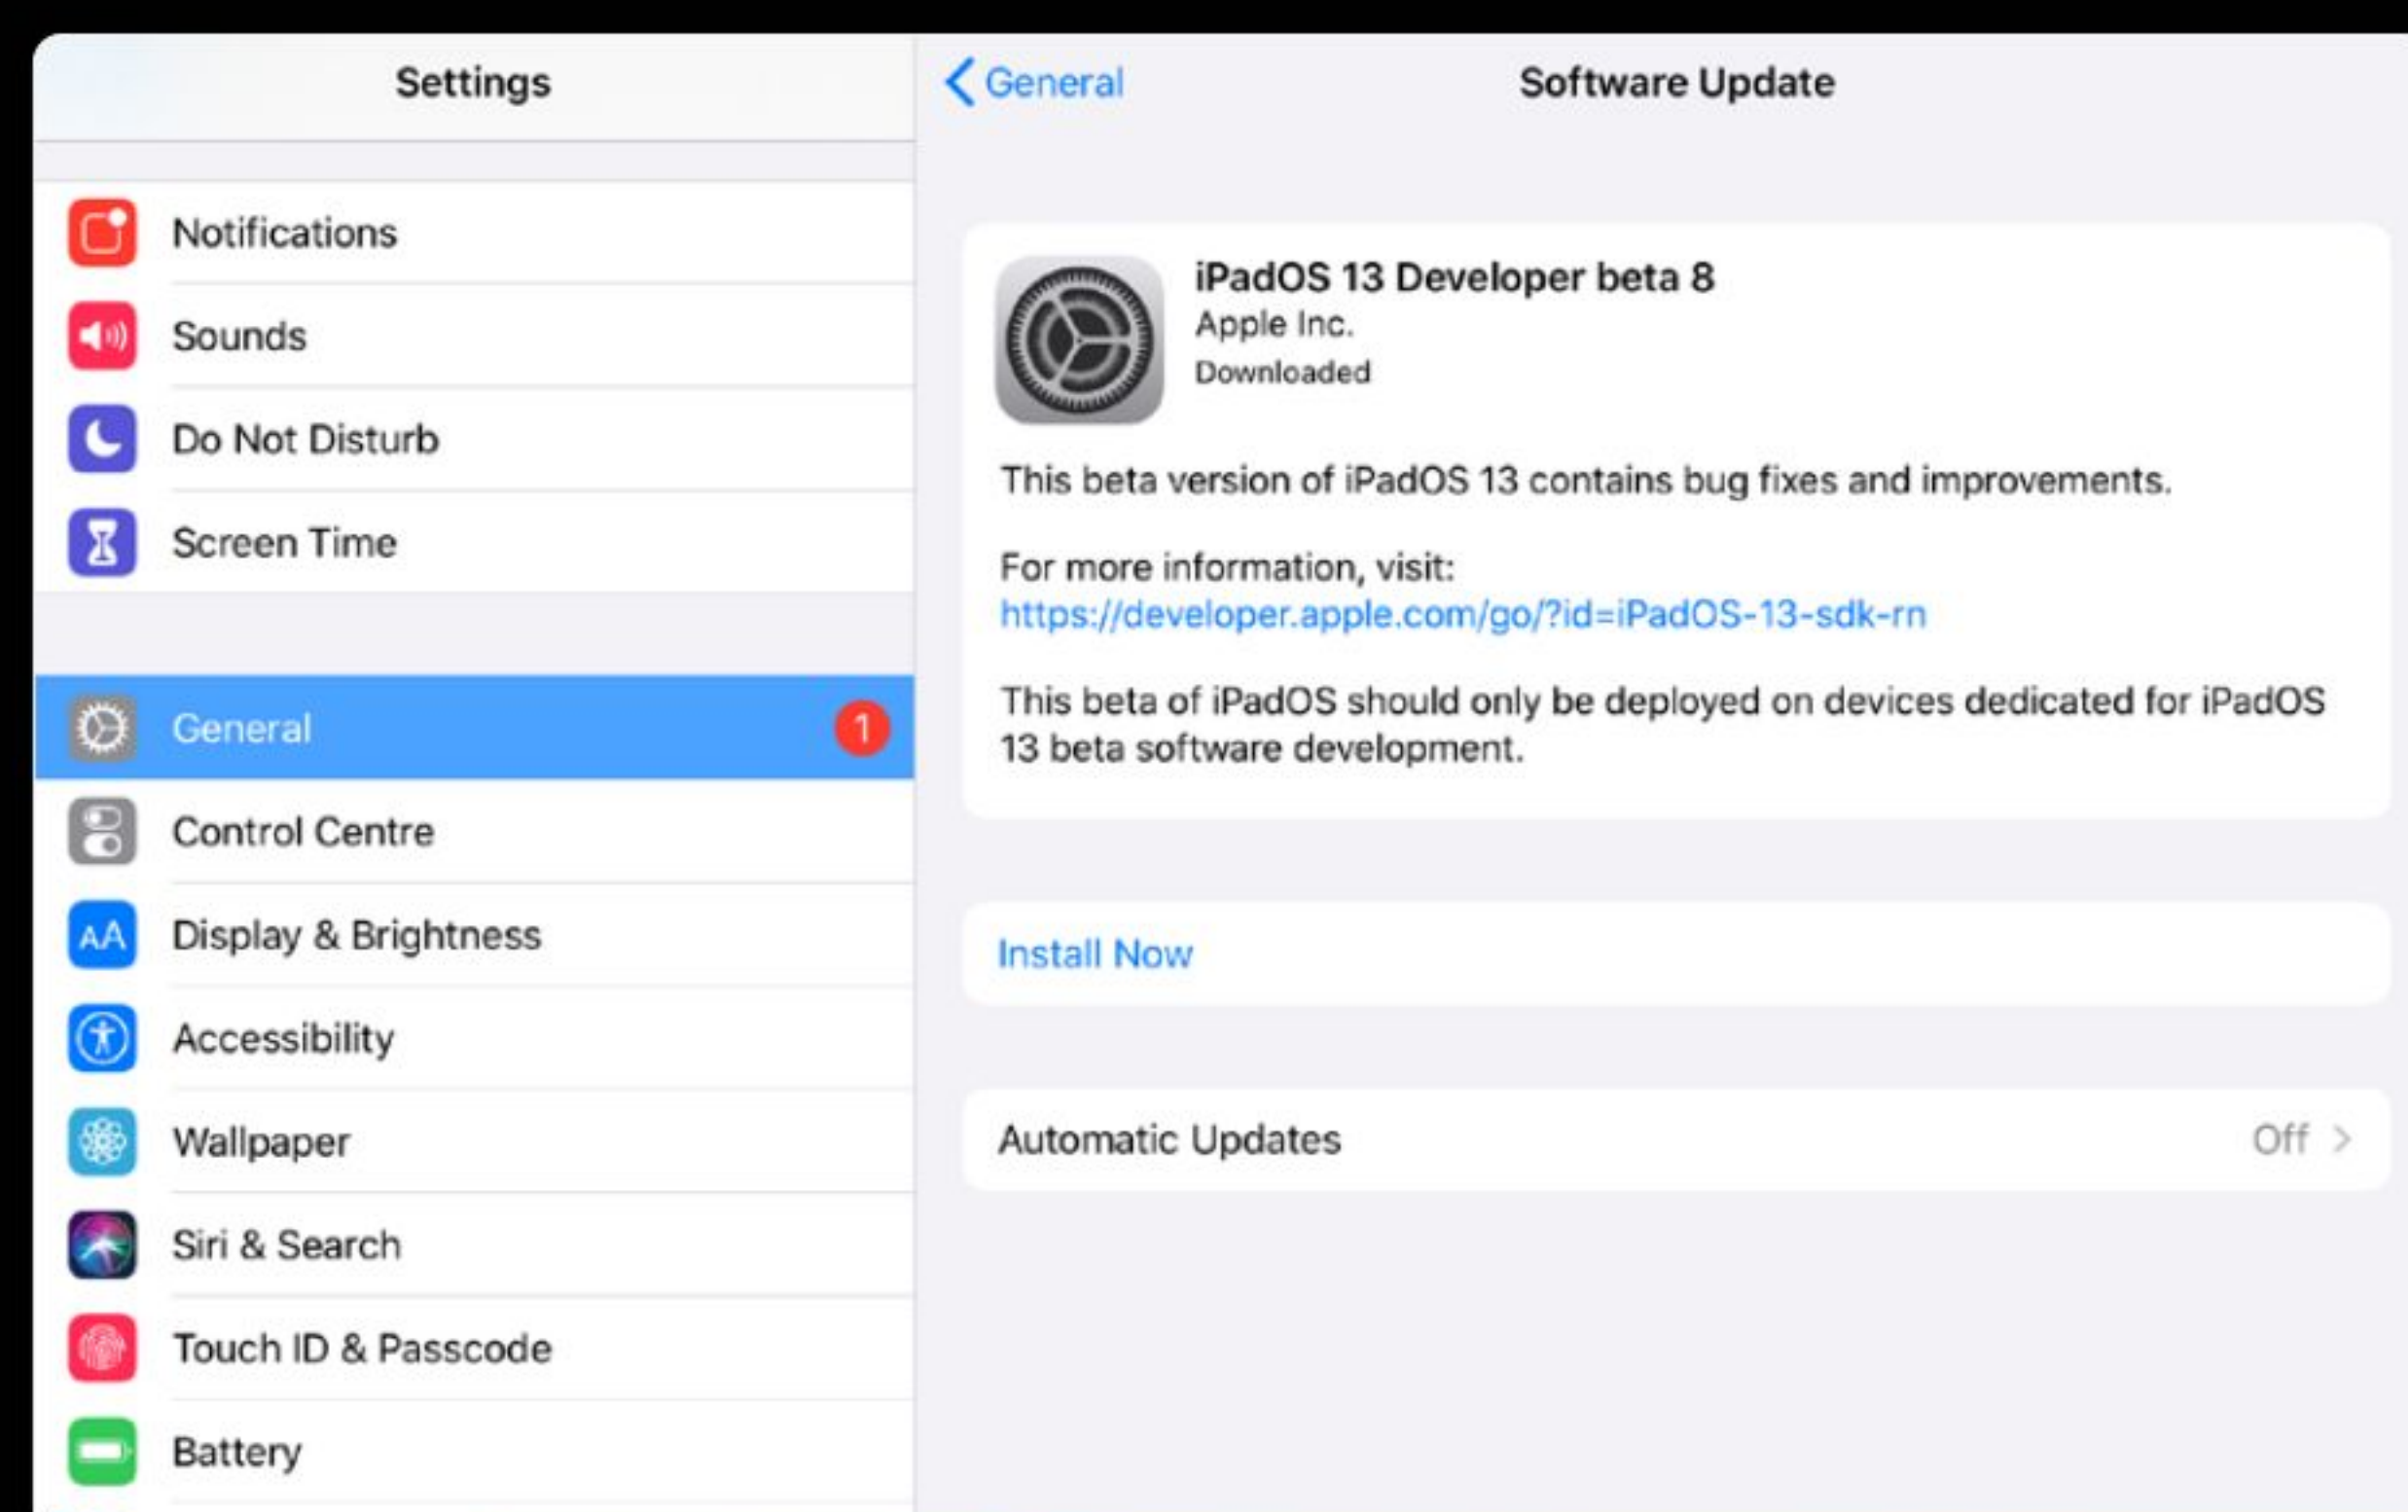 Settings
Notifications
Sounds
Do Not Disturb
Screen Time
General
1
Control Centre
AA
Display & Brightness
Accessibility
Wallpaper
Siri & Search
Touch ID & Passcode
Battery
General
Software Update
iPadOS 13 Developer beta 8
Apple Inc.
Downloaded
This beta version of iPadOS 13 contains bug fixes and improvements.
For more information, visit:
https://developer.apple.com/go/?id=iPadOS-13-sdk-rn
This beta of iPadOS should only be deployed on devices dedicated for iPadOS
13 beta software development.
Install Now
Automatic Updates
Off